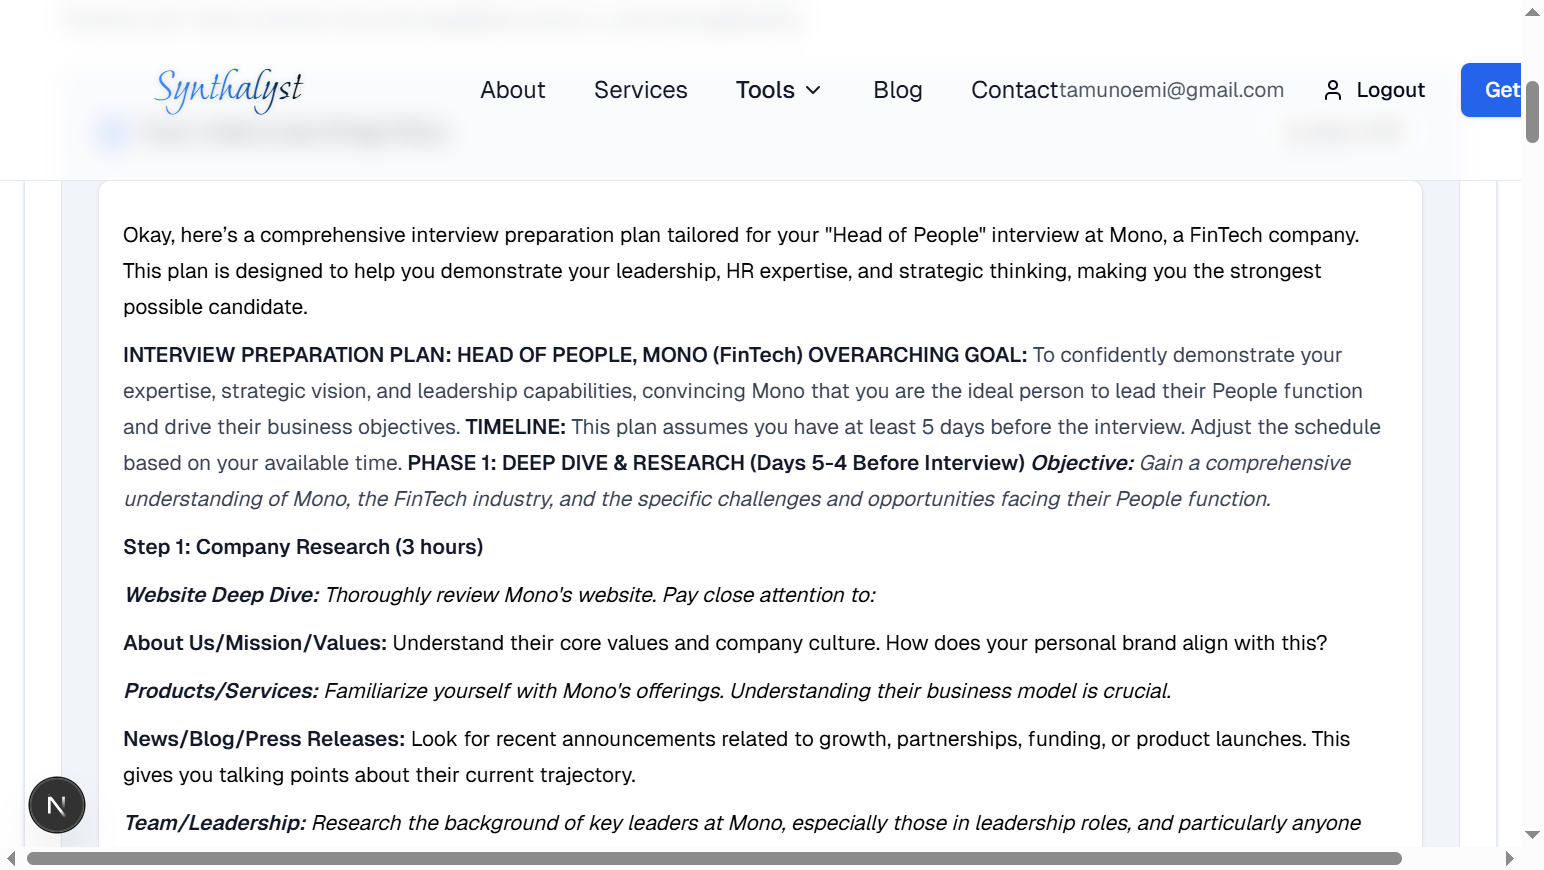 Synthalyst
About Services Tools Blog Contact tamunoemi@gmail.com Logout Get
Okay, here’s a comprehensive interview preparation plan tailored for your "Head of People" interview at Mono, a FinTech company.
This plan is designed to help you demonstrate your leadership, HR expertise, and strategic thinking, making you the strongest
possible candidate.
INTERVIEW PREPARATION PLAN: HEAD OF PEOPLE, MONO (FinTech) OVERARCHING GOAL: To confidently demonstrate your
expertise, strategic vision, and leadership capabilities, convincing Mono that you are the ideal person to lead their People function
and drive their business objectives. TIMELINE: This plan assumes you have at least 5 days before the interview. Adjust the schedule
based on your available time. PHASE 1: DEEP DIVE & RESEARCH (Days 5-4 Before Interview) Objective: Gain a comprehensive
understanding of Mono, the FinTech industry, and the specific challenges and opportunities facing their People function.
Step 1: Company Research (3 hours)
Website Deep Dive: Thoroughly review Mono's website. Pay close attention to:
About Us/Mission/Values: Understand their core values and company culture. How does your personal brand align with this?
Products/Services: Familiarize yourself with Mono's offerings. Understanding their business model is crucial.
News/Blog/Press Releases: Look for recent announcements related to growth, partnerships, funding, or product launches. This
gives you talking points about their current trajectory.
Team/Leadership: Research the background of key leaders at Mono, especially those in leadership roles, and particularly anyone
N